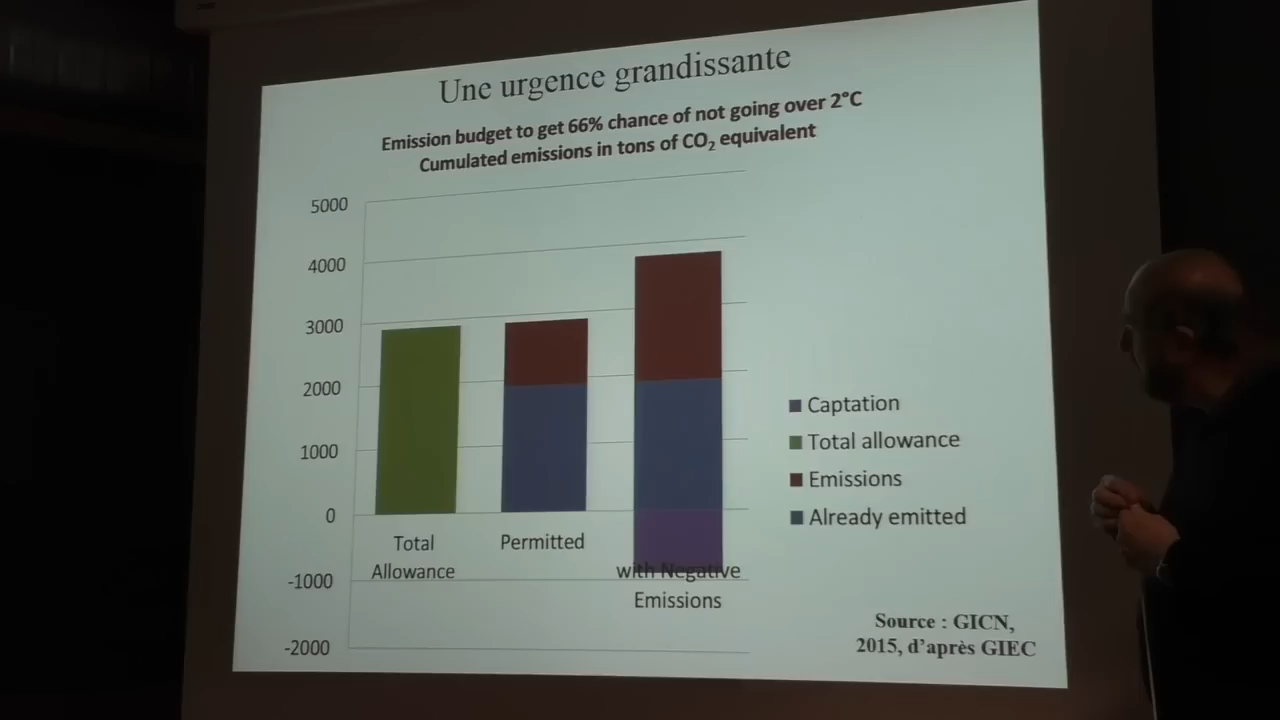 Une urgence grandissante
Emission budget to get 66% chance of not going over 2°C
Cumulated emissions in tons of CO₂ equivalent
5000
4000
3000
2000
1000
0
-1000
-2000
Total
Allowance
Permitted
with Negative
Emissions
Captation
Total allowance
Emissions
Already emitted
Source : GICN,
2015, d'après GIEC